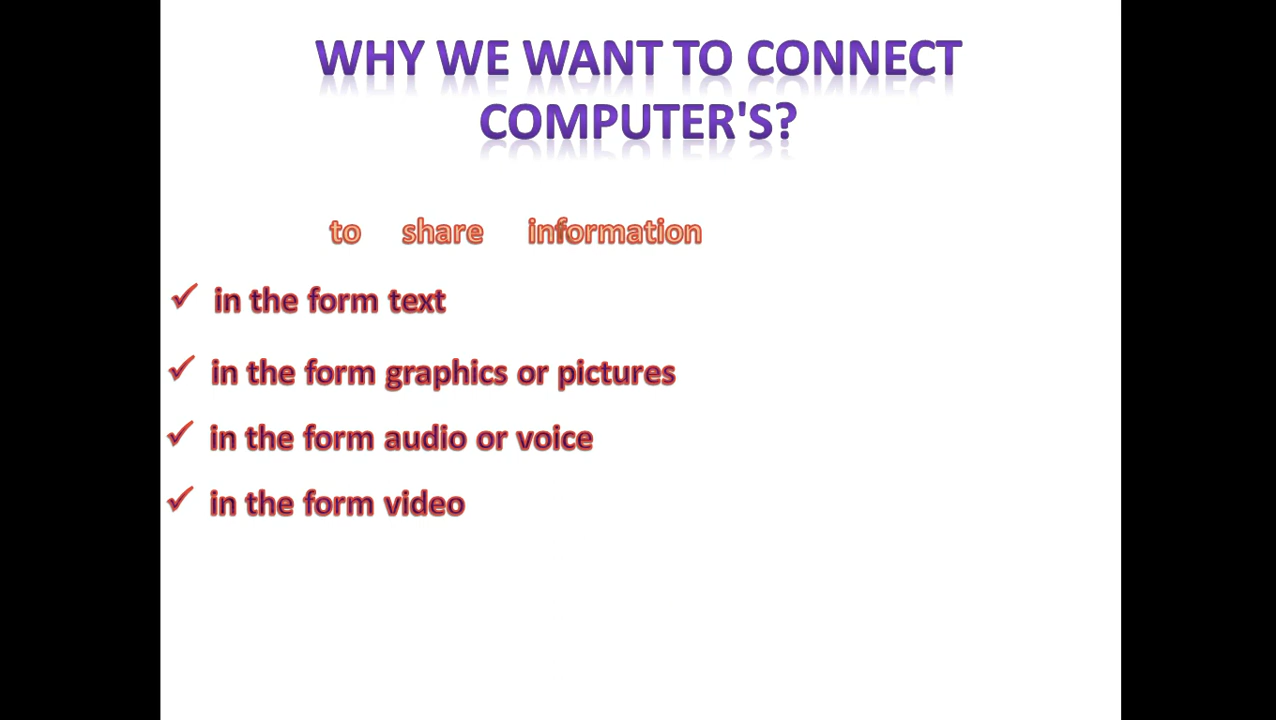 WHY WE WANT TO CONNECT
COMPUTER'S?
to share information
✓ in the form text
✓ in the form graphics or pictures
✓ in the form audio or voice
✓ in the form video